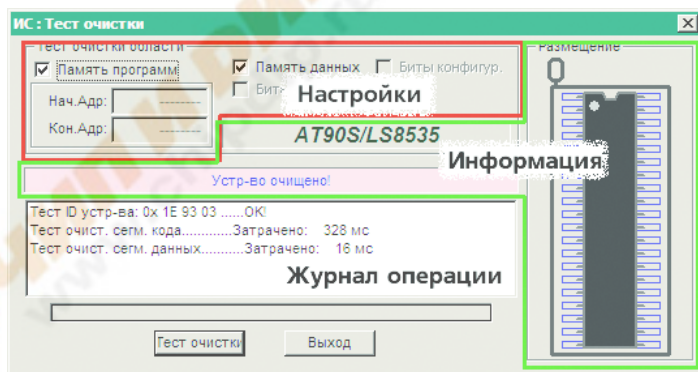 ИС : Тест очистки
Тест очистки области
Размещение
Память программ
Память данных
Биты конфигур.
Нач.Адр: --------
Настройки
Кон.Адр: --------
AT90S/LS8535
Информация
Устр-во очищено!
Тест ID устр-ва: 0x 1E 93 03 ......OK!
Тест очист. сегм. кода............Затрачено: 328 мс
Тест очист. сегм. данных.........Затрачено: 16 мс
Журнал операции
Тест очистки
Выход